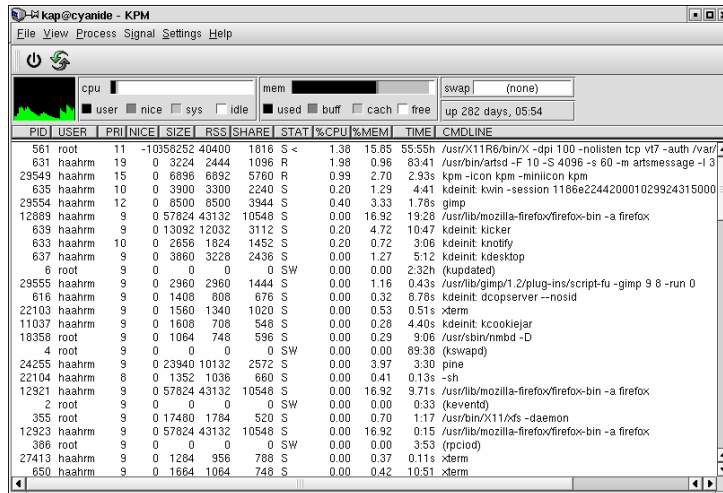 kap@cyanide - KPM
File View Process Signal Settings Help
cpu
user nice sys idle
mem
used buff cach free
swap (none)
up 282 days, 05:54
PID USER PRI NICE SIZE RSS SHARE STAT %CPU %MEM TIME CMDLINE
561 root 11 -10 358252 40400 1816 S < 1.38 15.85 55:55h /usr/X11R6/bin/X -dpi 100 -nolisten tcp vt7 -auth /var/
631 haahrm 19 0 3224 2444 1096 R 1.98 0.96 83:41 /usr/bin/artsd -F 10 -S 4096 -s 60 -m artsmessage -l 3
29549 haahrm 15 0 6896 6892 5760 R 0.99 2.93s kpm -icon kpm -miniicon kpm
635 haahrm 10 0 3900 3300 2240 S 0.20 1.29 4:41 kdeinit: kwin -session 1186e224420001029924315000
29554 haahrm 12 0 8500 8500 3944 S 0.40 3.33 1.78s gimp
12889 haahrm 9 0 57824 43132 10548 S 0.00 16.92 19:28 /usr/lib/mozilla-firefox/firefox-bin -a firefox
639 haahrm 9 0 13092 12032 3112 S 0.20 4.72 10:47 kdeinit: kicker
633 haahrm 10 0 2656 1824 1452 S 0.20 0.72 3:06 kdeinit: knotify
637 haahrm 9 0 3860 3228 2436 S 0.00 1.27 5:12 kdeinit: kdesktop
6 root 9 0 0 0 0 SW 0.00 0.00 2:32h (kupdated)
29555 haahrm 9 0 2960 2960 1444 S 0.00 1.16 0.43s /usr/lib/gimp/1.2/plug-ins/script-fu -gimp 9 8 -run 0
616 haahrm 9 0 1408 808 676 S 0.00 0.32 8.78s kdeinit: dcopserver --nosid
22103 haahrm 9 0 1560 1340 1020 S 0.00 0.53 0.51s xterm
11037 haahrm 9 0 1608 708 548 S 0.00 0.28 4.40s kdeinit: kcookiejar
18358 root 9 0 1064 748 596 S 0.00 0.29 9:06 /usr/sbin/nmbd -D
4 root 9 0 0 0 0 SW 0.00 0.00 89:38 (kswapd)
24255 haahrm 9 0 23940 10132 2572 S 0.00 3.97 3:30 pine
22104 haahrm 8 0 1352 1036 660 S 0.00 0.41 0.13s -sh
12921 haahrm 9 0 57824 43132 10548 S 0.00 16.92 9.71s /usr/lib/mozilla-firefox/firefox-bin -a firefox
2 root 9 0 0 0 0 SW 0.00 0.00 0:33 (keventd)
355 root 9 0 17480 1784 520 S 0.00 0.70 1:17 /usr/bin/X11/xfs -daemon
12923 haahrm 9 0 57824 43132 10548 S 0.00 16.92 0:15 /usr/lib/mozilla-firefox/firefox-bin -a firefox
386 root 9 0 0 0 0 SW 0.00 0.00 3:53 (rpciod)
27413 haahrm 9 0 1284 956 788 S 0.00 0.37 0.11s xterm
650 haahrm 9 0 1664 1064 748 S 0.00 0.42 10:51 xterm